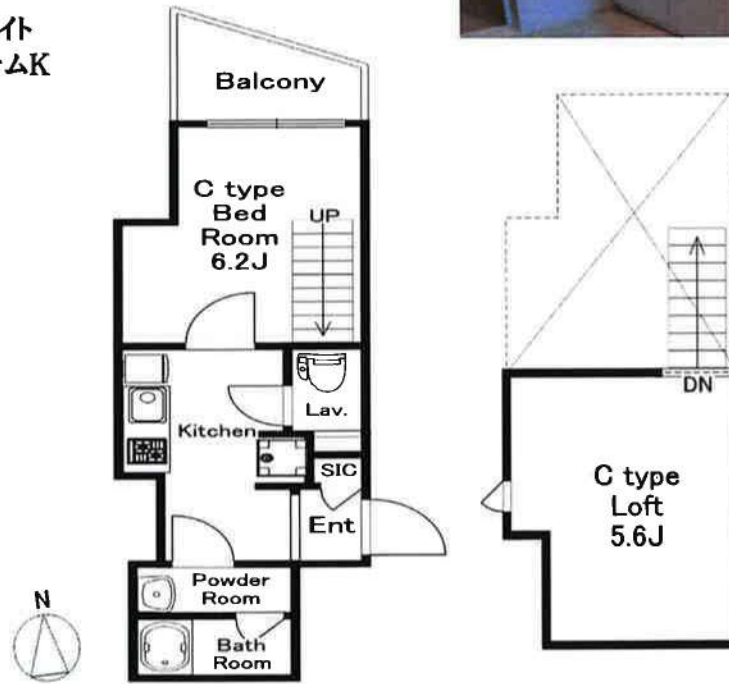 イト
ームK
Balcony
C type
Bed
Room
6.2J
UP
Lav.
Kitchen
SIC
Ent
Powder
Room
Bath
Room
N
DN
C type
Loft
5.6J